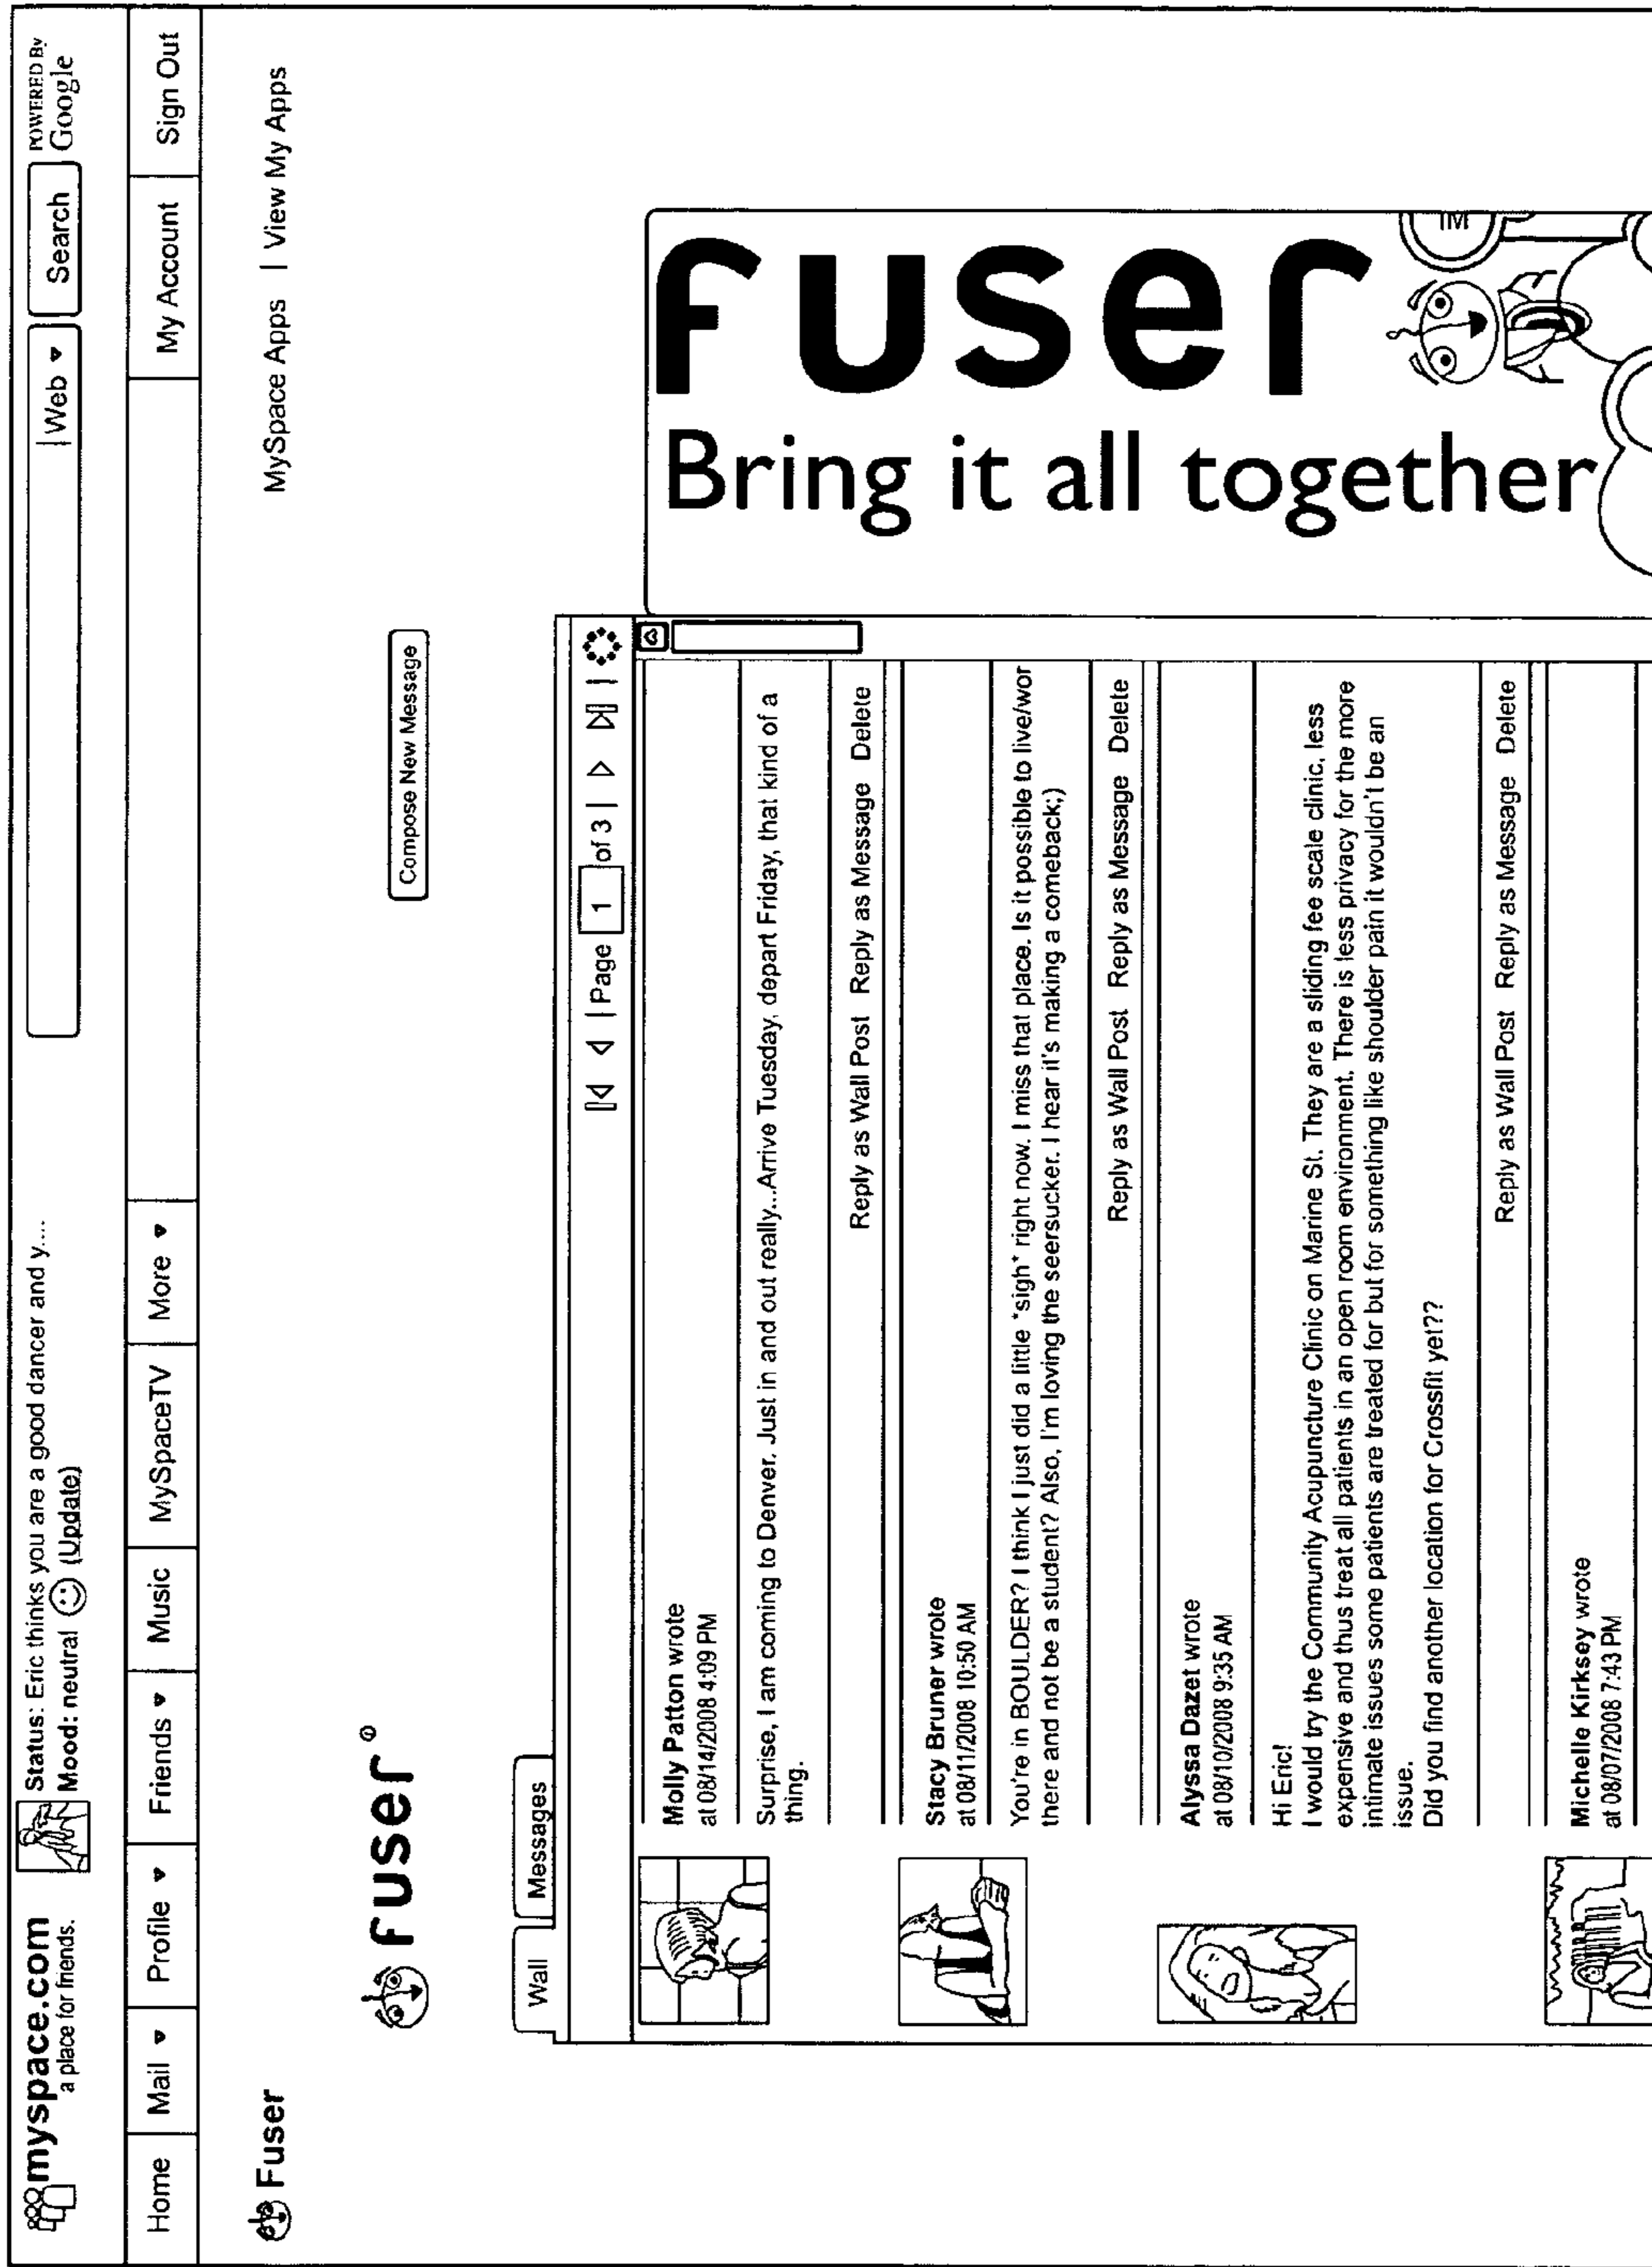 myspace.com
a place for friends.
Status: Eric thinks you are a good dancer and y....
Mood: neutral (Update)
Web
Search
POWERED By
Google
Home Mail Profile Friends Music MySpaceTV More My Account Sign Out
Fuser
MySpace Apps | View My Apps
Fuser
Compose New Message
Wall Messages
Page 1 of 3
Molly Patton wrote
at 08/14/2008 4:09 PM
Surprise, I am coming to Denver. Just in and out really...Arrive Tuesday, depart Friday, that kind of a
thing.
Reply as Wall Post Reply as Message Delete
Stacy Bruner wrote
at 08/11/2008 10:50 AM
You're in BOULDER? I think I just did a little *sigh* right now. I miss that place. Is it possible to live/wor
there and not be a student? Also, I'm loving the seersucker. I hear it's making a comeback;)
Reply as Wall Post Reply as Message Delete
Alyssa Dazet wrote
at 08/10/2008 9:35 AM
Hi Eric!
I would try the Community Acupuncture Clinic on Marine St. They are a sliding fee scale clinic, less
expensive and thus treat all patients in an open room environment. There is less privacy for the more
intimate issues some patients are treated for but for something like shoulder pain it wouldn't be an
issue.
Did you find another location for Crossfit yet??
Reply as Wall Post Reply as Message Delete
Michelle Kirksey wrote
at 08/07/2008 7:43 PM
Fuser
Bring it all together
IM